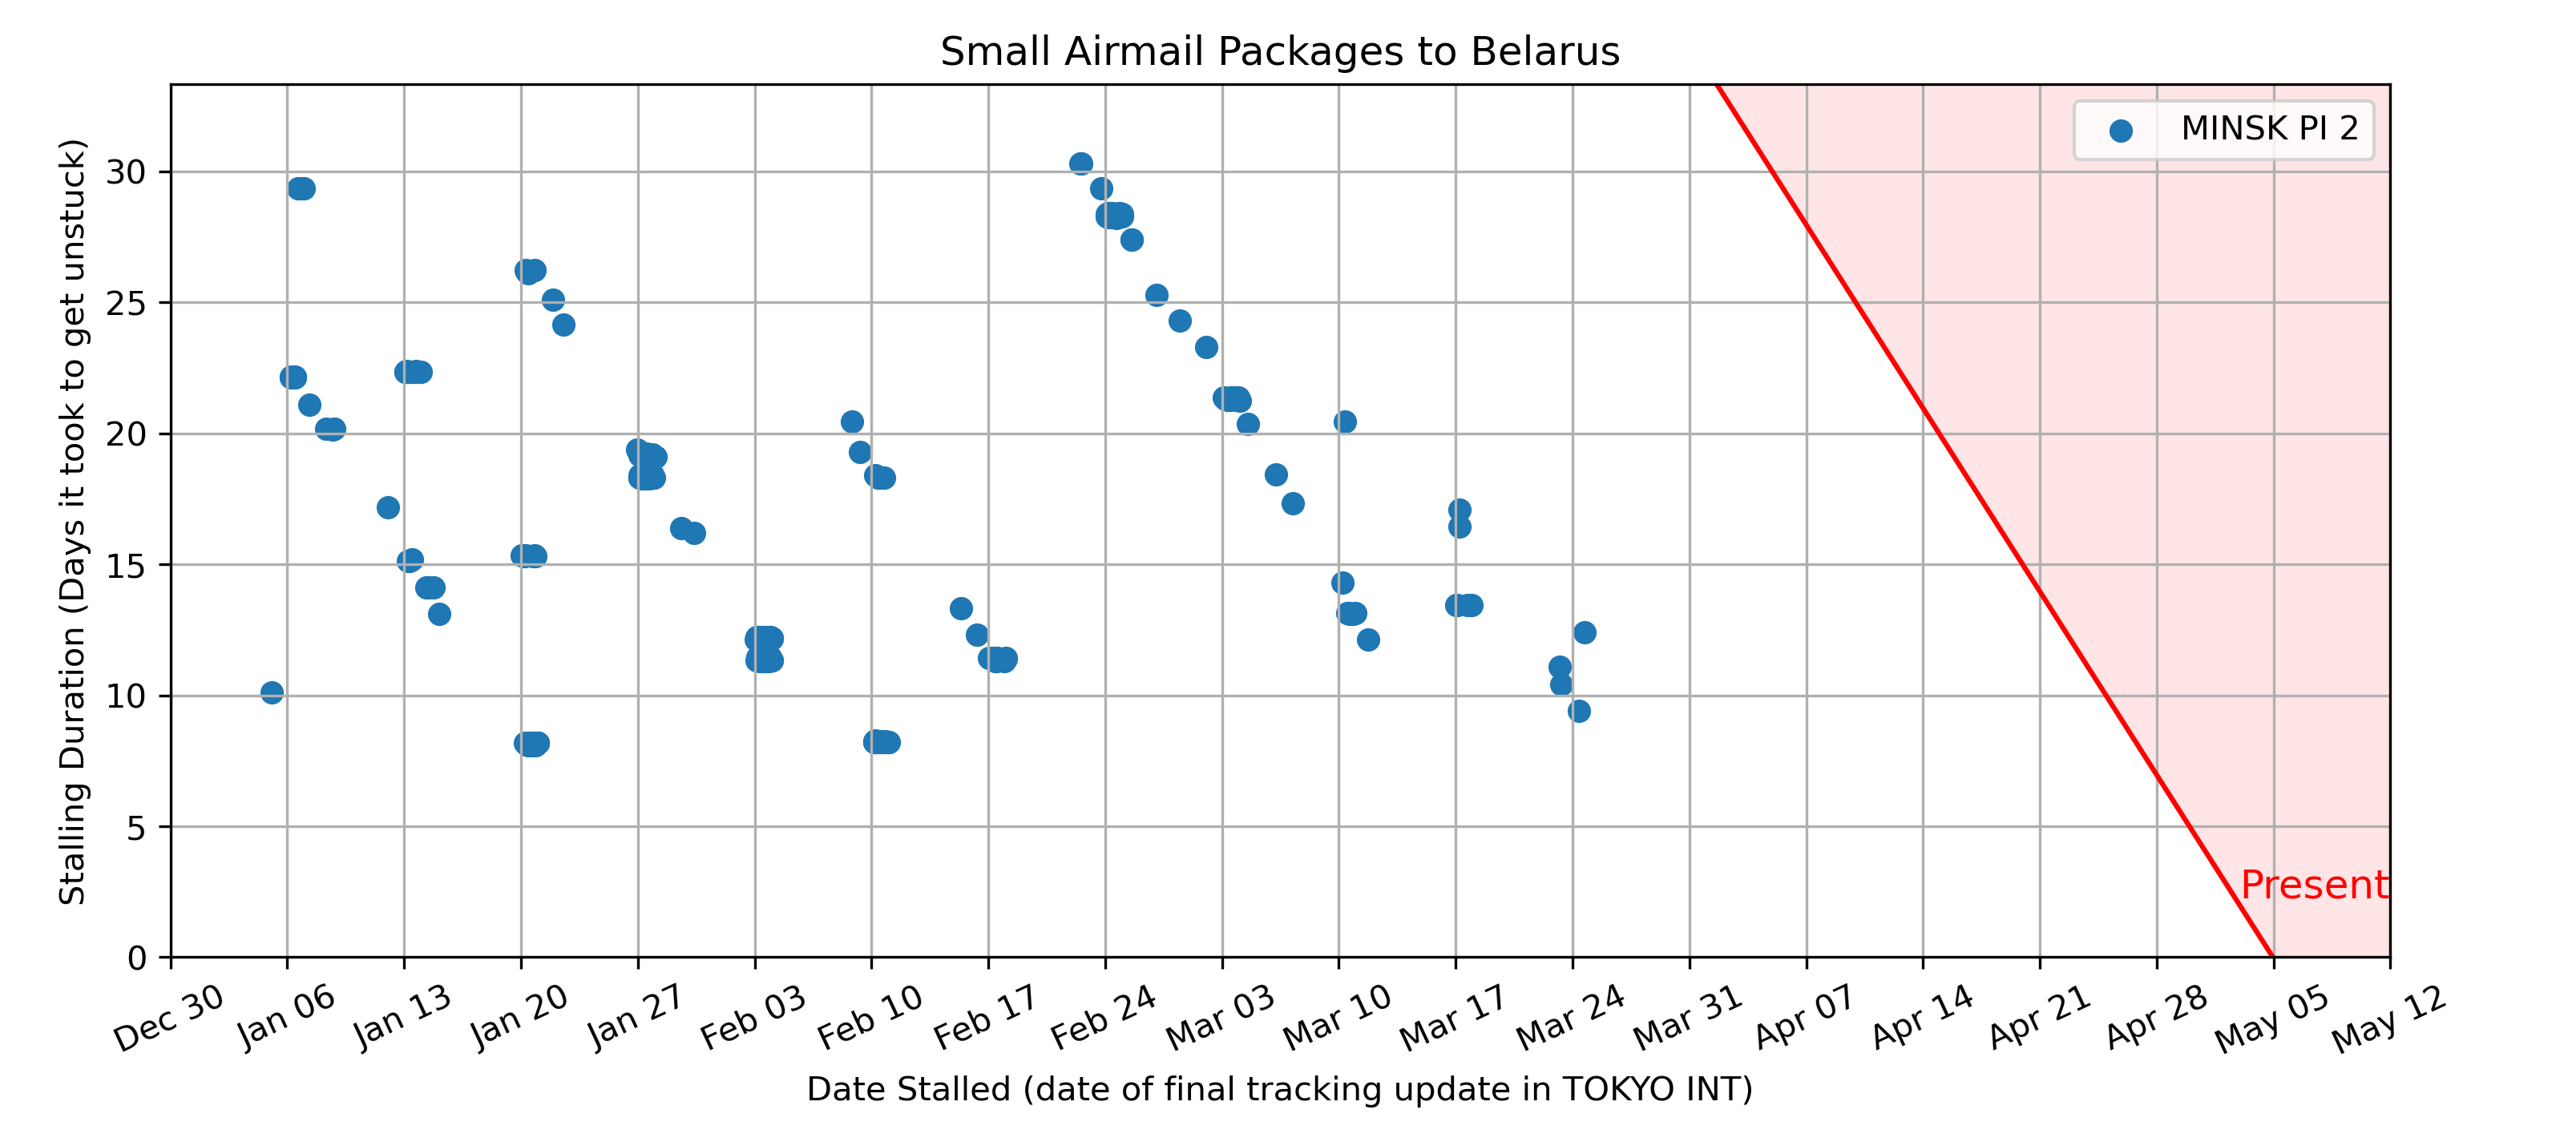 Small Airmail Packages to Belarus
MINSK PI 2
Stalling Duration (Days it took to get unstuck)
30
25
20
15
10
5
0
Present
Dec 30 Jan 06 Jan 13 Jan 20 Jan 27 Feb 03 Feb 10 Feb 17 Feb 24 Mar 03 Mar 10 Mar 17 Mar 24 Mar 31 Apr 07 Apr 14 Apr 21 Apr 28 May 05 May 12
Date Stalled (date of final tracking update in TOKYO INT)